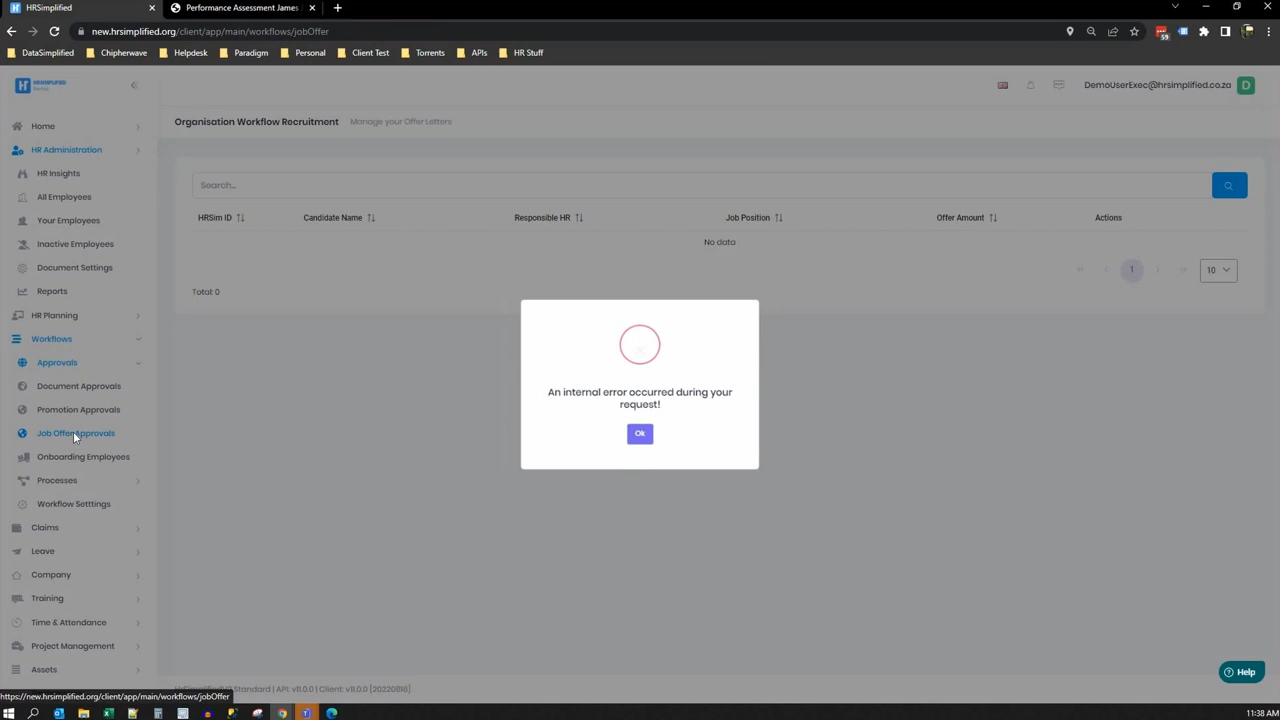 HRSimplified
Performance Assessment James
new.hrsimplified.org/client/app/main/workflows/jobOffer
59
DataSimplified
Chipherwave
Helpdesk
Paradigm
Personal
Client Test
Torrents
APIs
HR Stuff
HRSIMPLIFIED
DemoUserExec@hrsimplified.co.za
D
Organisation Workflow Recruitment
Manage your Offer Letters
Home
HR Administration
HR Insights
All Employees
Your Employees
Inactive Employees
Document Settings
Reports
HR Planning
Workflows
Approvals
Document Approvals
Promotion Approvals
Job Offer Approvals
Onboarding Employees
Processes
Workflow Setttings
Claims
Leave
Company
Training
Time & Attendance
Project Management
Assets
Search...
HRSim ID
Candidate Name
Responsible HR
Job Position
Offer Amount
Actions
No data
1
10
Total: 0
An internal error occurred during your
request!
Ok
Help
Standard | API: v11.0.0 | Client: v11.0.0 [20220818]
https://new.hrsimplified.org/client/app/main/workflows/jobOffer
11:38 AM